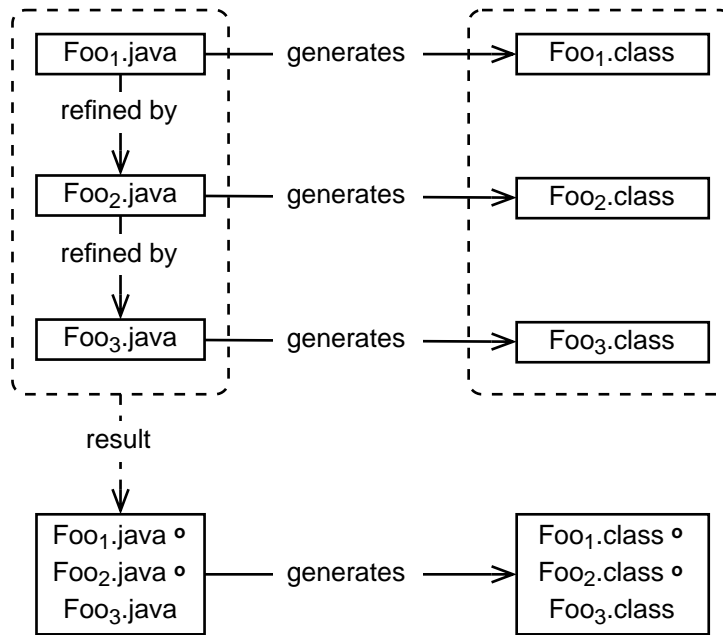 Foo₁.java generates Foo₁.class
refined by
Foo₂.java generates Foo₂.class
refined by
Foo₃.java generates Foo₃.class
result
Foo₁.java o
Foo₂.java o
Foo₃.java
generates
Foo₁.class o
Foo₂.class o
Foo₃.class